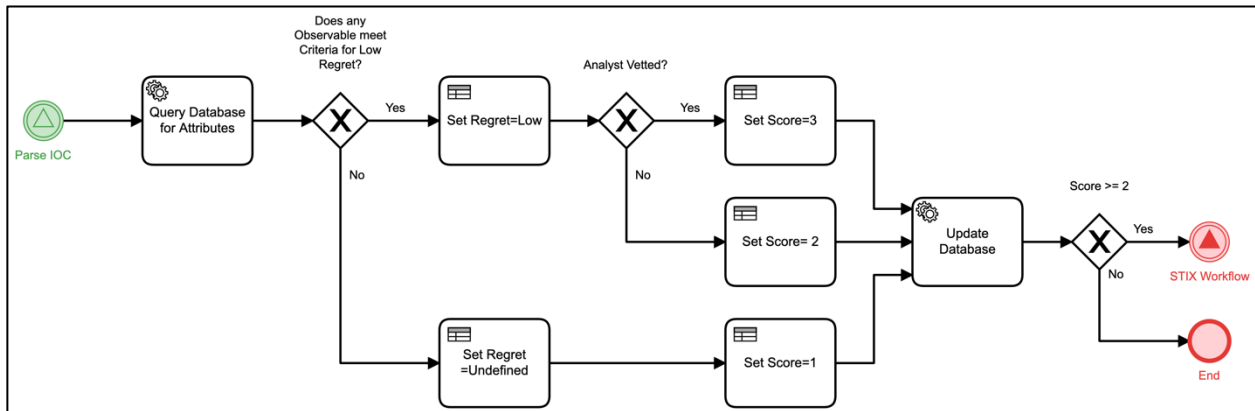 Does any
Observable meet
Criteria for Low
Regret?
Analyst Vetted?
Parse IOC
Query Database
for Attributes
X
Yes
No
Set Regret=Low
X
Yes
No
Set Score=3
Set Score= 2
Set Regret
=Undefined
Set Score=1
Update
Database
Score >= 2
X
Yes
No
STIX Workflow
End